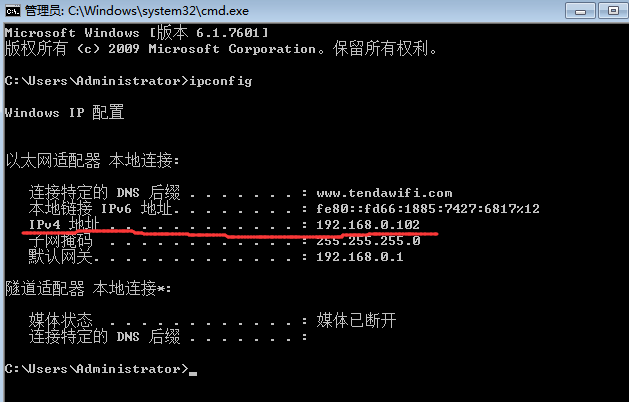 管理员: C:\Windows\system32\cmd.exe
Microsoft Windows [版本 6.1.7601]
版权所有 (c) 2009 Microsoft Corporation。保留所有权利。
C:\Users\Administrator>ipconfig
Windows IP 配置
以太网适配器 本地连接:
连接特定的 DNS 后缀 . . . . . . . : www.tendawifi.com
本地链接 IPv6 地址. . . . . . . . : fe80::fd66:1885:7427:6817%12
IPv4 地址 . . . . . . . . . . . . : 192.168.0.102
子网掩码 . . . . . . . . . . . . : 255.255.255.0
默认网关. . . . . . . . . . . . . : 192.168.0.1
隧道适配器 本地连接*:
媒体状态 . . . . . . . . . . . . : 媒体已断开
连接特定的 DNS 后缀 . . . . . . . :
C:\Users\Administrator>_